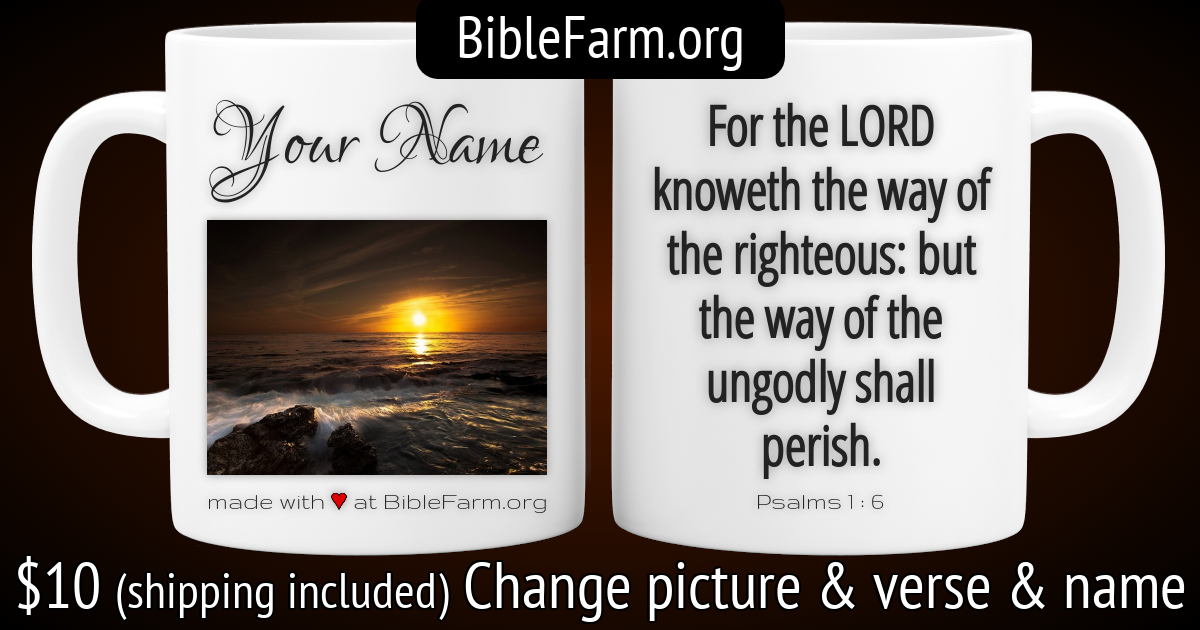 BibleFarm.org
Your Name
made with ♥ at BibleFarm.org
For the LORD
knoweth the way of
the righteous: but
the way of the
ungodly shall
perish.
Psalms 1 : 6
$10 (shipping included) Change picture & verse & name